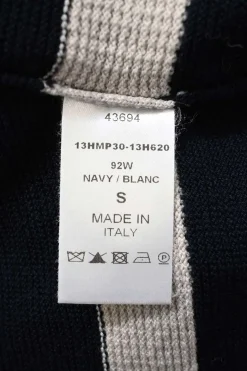 43694
13HMP30-13H620
92W
NAVY / BLANC
S
MADE IN
ITALY